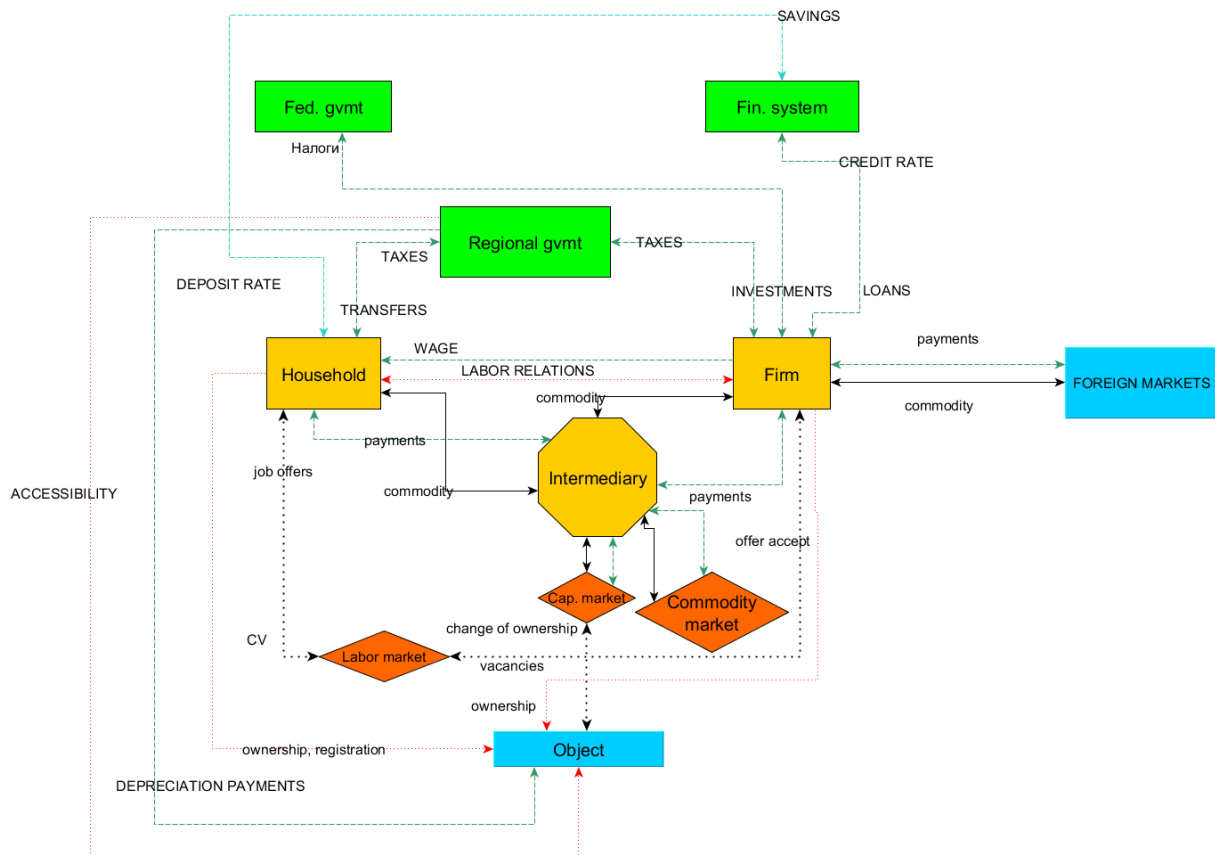 SAVINGS
Fed. gvmt
Fin. system
Налоги
CREDIT RATE
Regional gvmt
TAXES
TAXES
DEPOSIT RATE
INVESTMENTS
LOANS
TRANSFERS
payments
WAGE
LABOR RELATIONS
Household
Firm
FOREIGN MARKETS
commodity
commodity
payments
job offers
Intermediary
ACCESSIBILITY
commodity
payments
offer accept
Cap. market
Commodity
market
change of ownership
CV
Labor market
vacancies
ownership
ownership, registration
Object
DEPRECIATION PAYMENTS